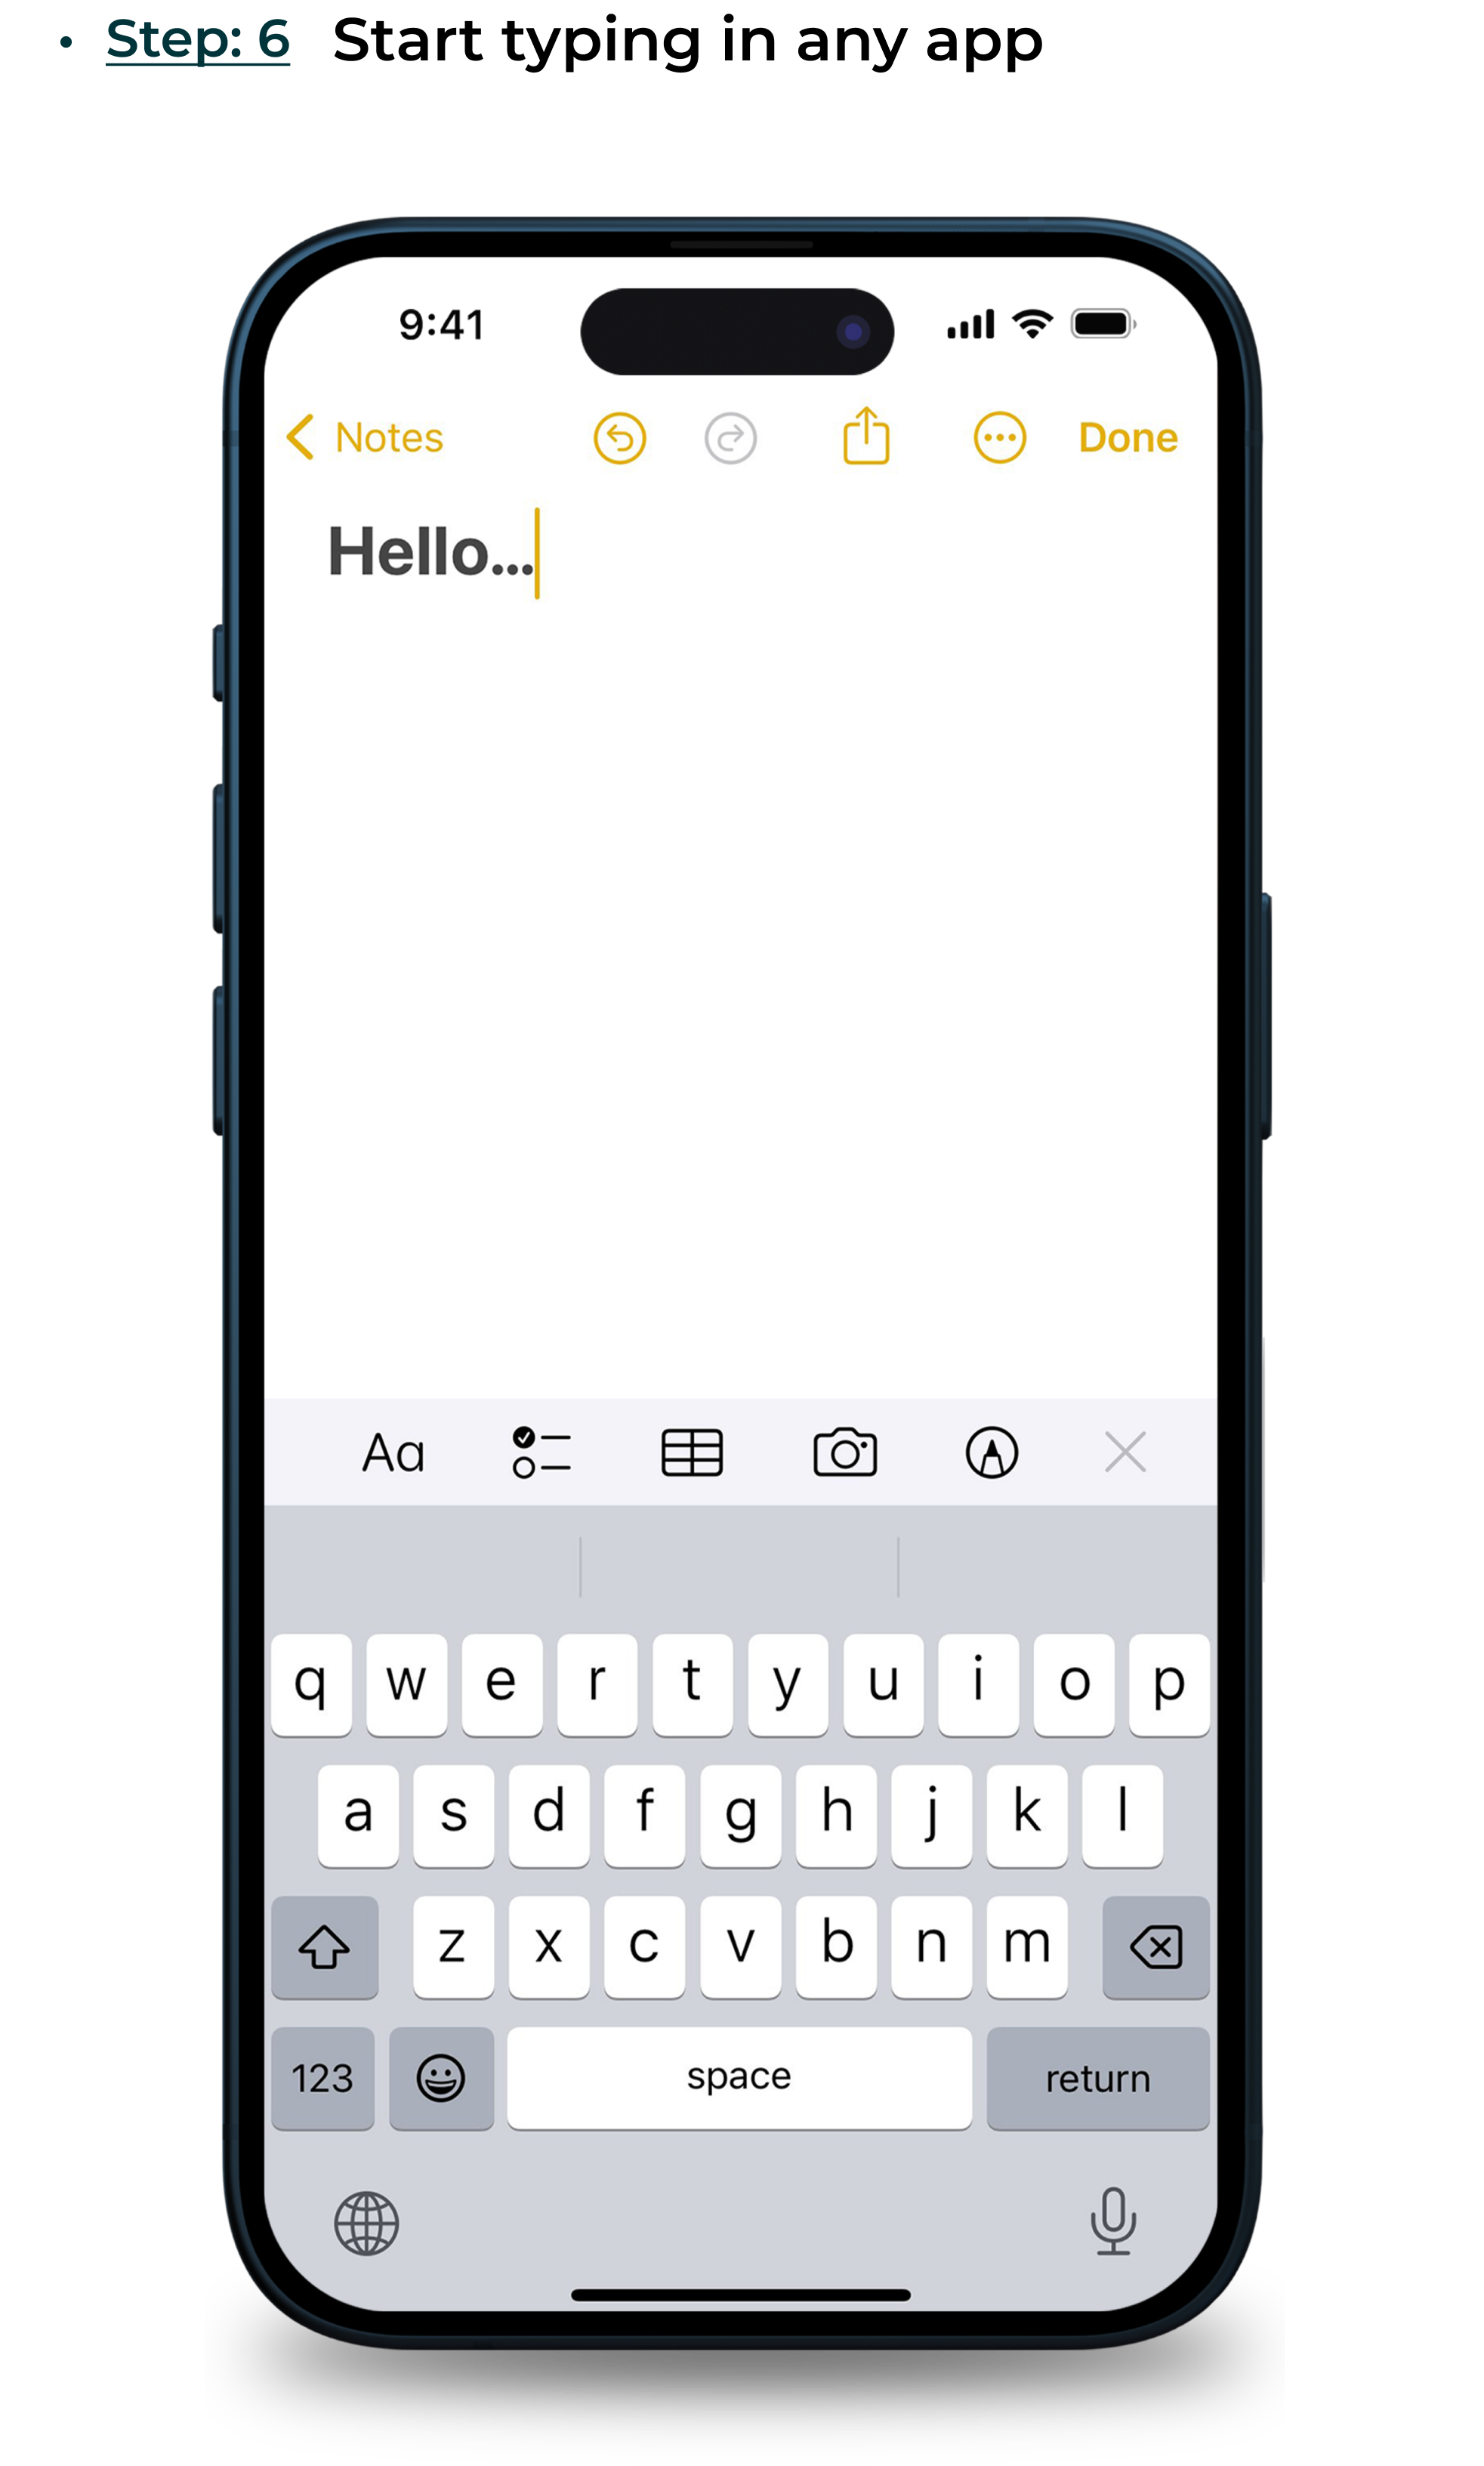 • Step: 6 Start typing in any app
9:41
Notes Done
Hello...
Aa
q w e r t y u i o p
a s d f g h j k l
z x c v b n m
123 space return